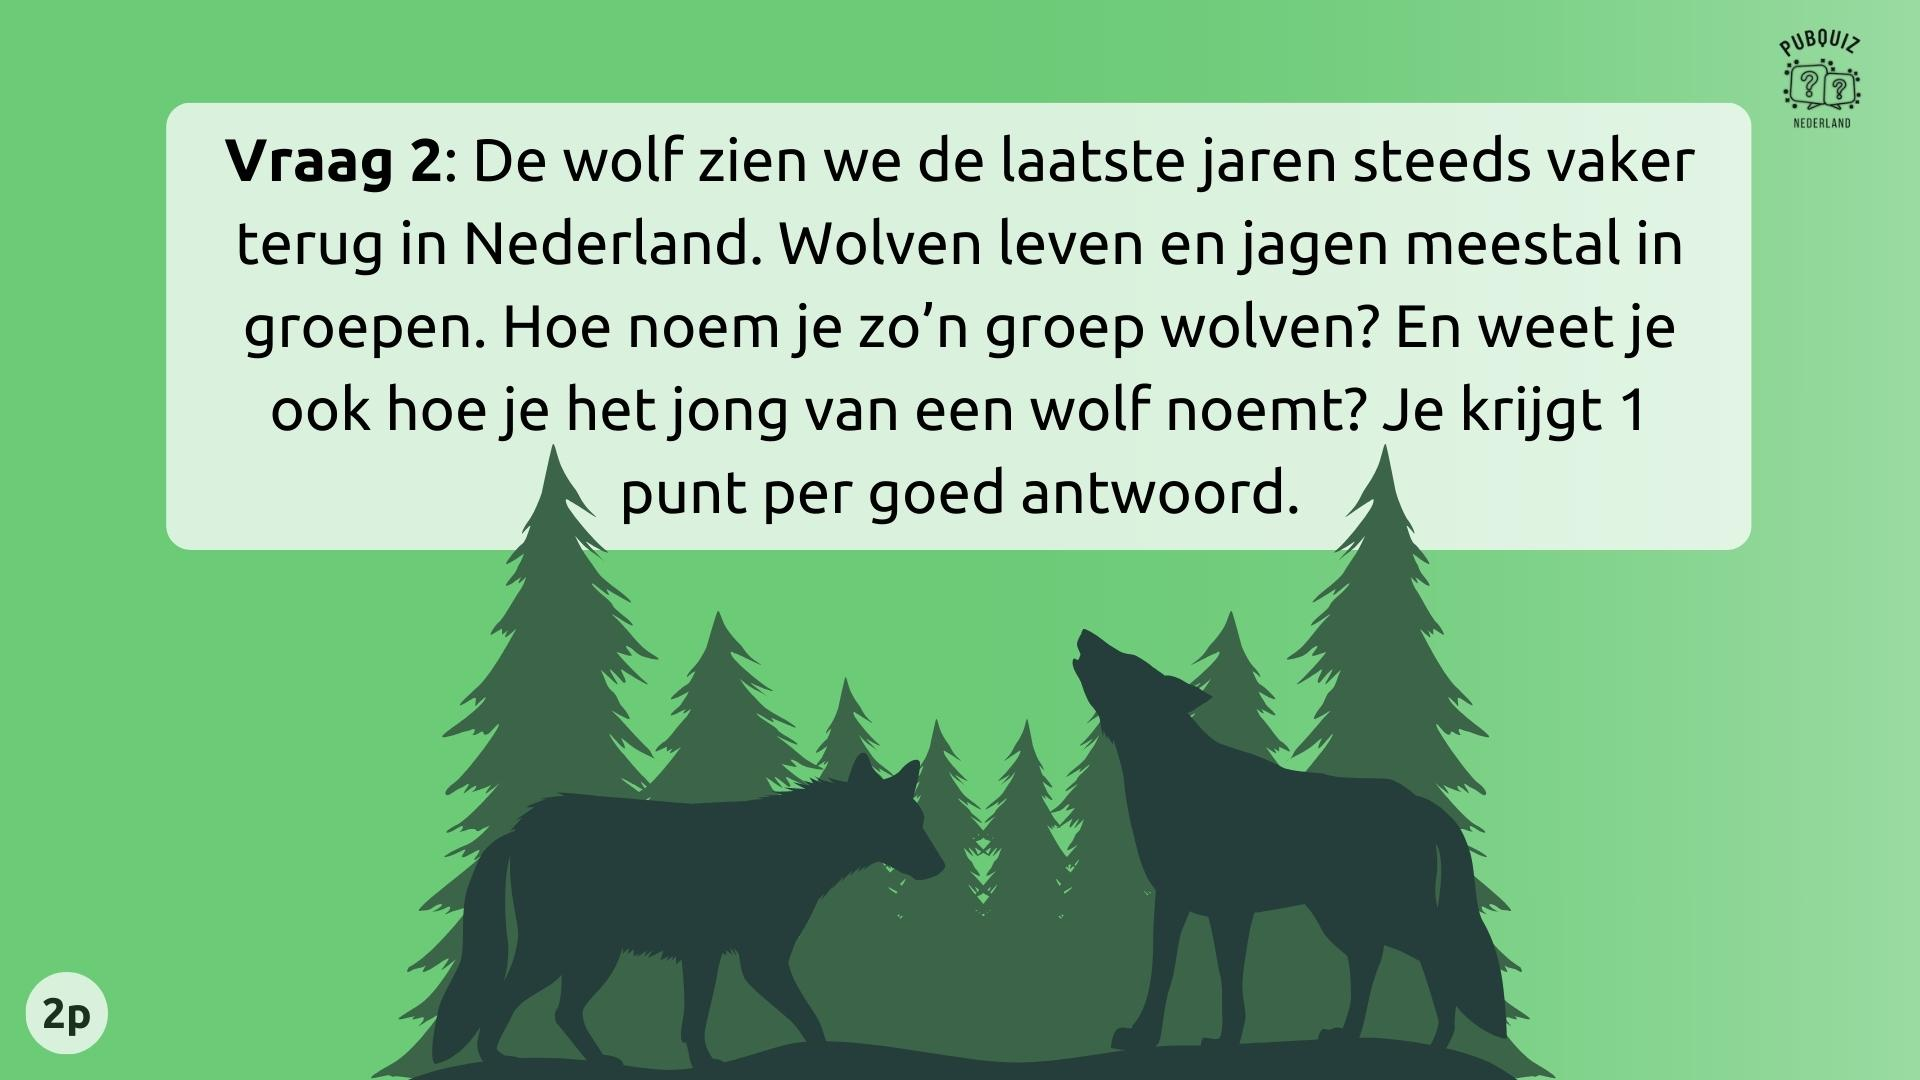 PUBQUIZ
? ?
NEDERLAND
Vraag 2: De wolf zien we de laatste jaren steeds vaker
terug in Nederland. Wolven leven en jagen meestal in
groepen. Hoe noem je zo’n groep wolven? En weet je
ook hoe je het jong van een wolf noemt? Je krijgt 1
punt per goed antwoord.
2p